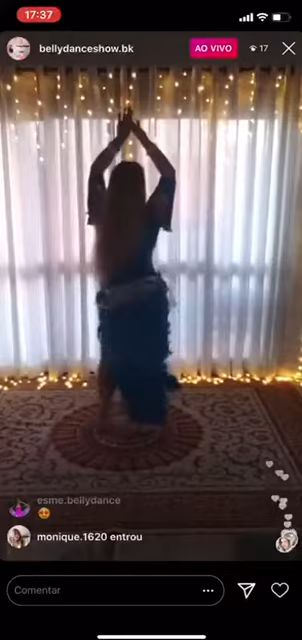 17:37
bellydanceshow.bk AO VIVO 17
esme.bellydance
😍
monique.1620 entrou
Comentar